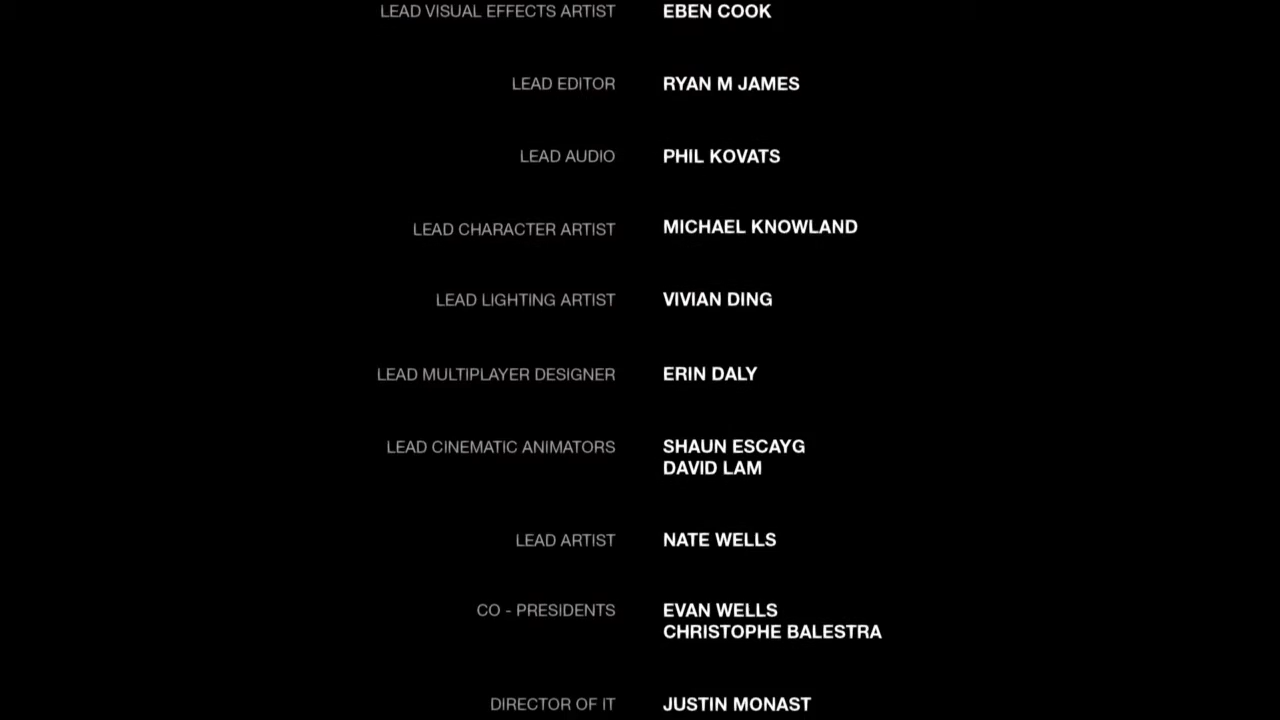 LEAD VISUAL EFFECTS ARTIST EBEN COOK
LEAD EDITOR RYAN M JAMES
LEAD AUDIO PHIL KOVATS
LEAD CHARACTER ARTIST MICHAEL KNOWLAND
LEAD LIGHTING ARTIST VIVIAN DING
LEAD MULTIPLAYER DESIGNER ERIN DALY
LEAD CINEMATIC ANIMATORS SHAUN ESCAYG
DAVID LAM
LEAD ARTIST NATE WELLS
CO - PRESIDENTS EVAN WELLS
CHRISTOPHE BALESTRA
DIRECTOR OF IT JUSTIN MONAST